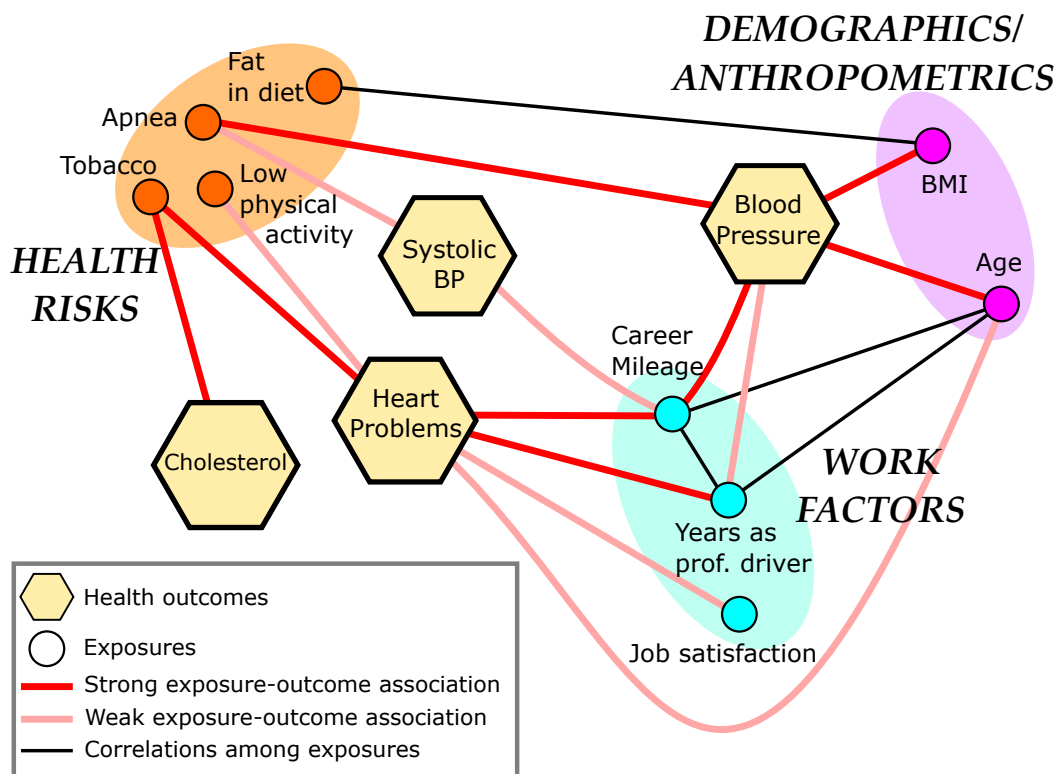 DEMOGRAPHICS/
ANTHROPOMETRICS
Fat
in diet
Apnea
Tobacco
Low
physical
activity
BMI
Blood
Pressure
Systolic
BP
Age
HEALTH
RISKS
Career
Mileage
Heart
Problems
Cholesterol
WORK
FACTORS
Years as
prof. driver
Job satisfaction
Health outcomes
Exposures
Strong exposure-outcome association
Weak exposure-outcome association
Correlations among exposures